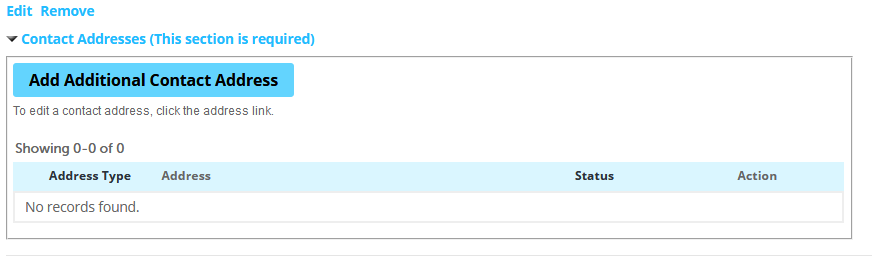 Edit Remove
Contact Addresses (This section is required)
Add Additional Contact Address
To edit a contact address, click the address link.
Showing 0-0 of 0
Address Type Address Status Action
No records found.